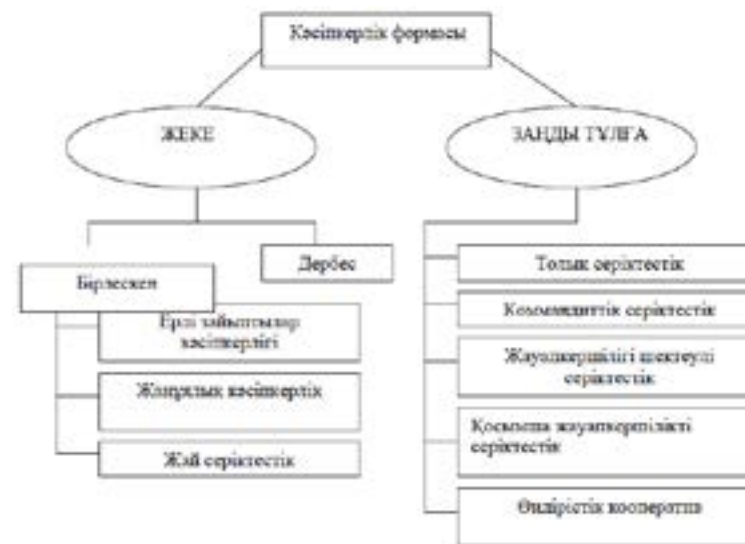 Кәсіпкерлік формасы
ЖЕКЕ
ЗАҢДЫ ТҰЛҒА
Бірлескен
Дербес
Ерлі зайыптылар
кәсіпкерлігі
кәсіпкерлік
Жай серіктестік
Толық серіктестік
Коммандиттік серіктестік
Жауапкершілігі шектеулі
серіктестік
Қосымша жауапкершілікті
серіктестік
Өндірістік кооператив